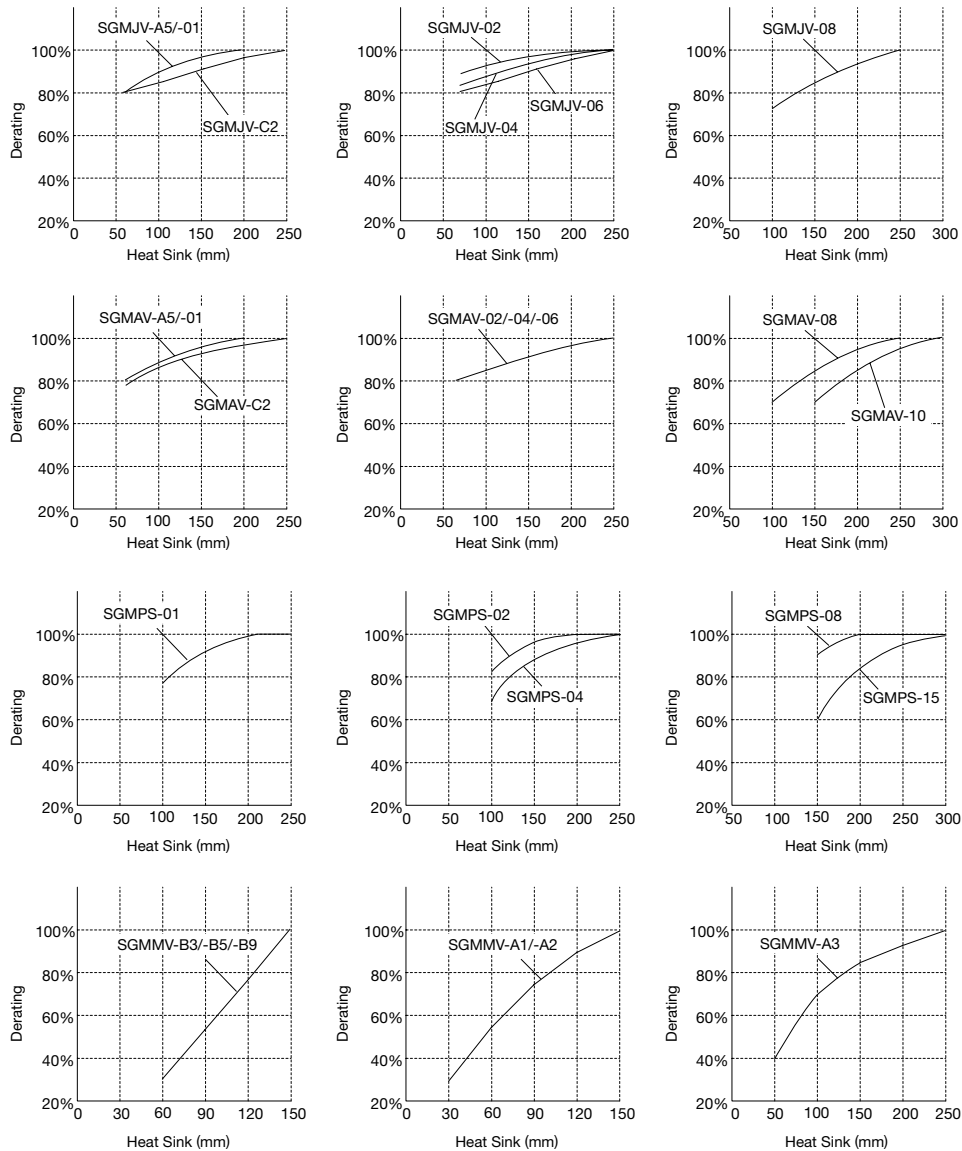 SGMJV-A5/-01
100%
80%
60%
40%
20%
Derating
SGMJV-C2
0 50 100 150 200 250
Heat Sink (mm)
SGMJV-02
100%
80%
60%
40%
20%
Derating
SGMJV-06
SGMJV-04
0 50 100 150 200 250
Heat Sink (mm)
SGMJV-08
100%
80%
60%
40%
20%
Derating
50 100 150 200 250 300
Heat Sink (mm)
SGMAV-A5/-01
100%
80%
60%
40%
20%
Derating
SGMAV-C2
0 50 100 150 200 250
Heat Sink (mm)
SGMAV-02/-04/-06
100%
80%
60%
40%
20%
Derating
0 50 100 150 200 250
Heat Sink (mm)
SGMAV-08
100%
80%
60%
40%
20%
Derating
SGMAV-10
50 100 150 200 250 300
Heat Sink (mm)
SGMPS-01
100%
80%
60%
40%
20%
Derating
0 50 100 150 200 250
Heat Sink (mm)
SGMPS-02
100%
80%
60%
40%
20%
Derating
SGMPS-04
0 50 100 150 200 250
Heat Sink (mm)
SGMPS-08
100%
80%
60%
40%
20%
Derating
SGMPS-15
50 100 150 200 250 300
Heat Sink (mm)
100%
80%
60%
40%
20%
Derating
SGMMV-B3/-B5/-B9
0 30 60 90 120 150
Heat Sink (mm)
100%
80%
60%
40%
20%
Derating
SGMMV-A1/-A2
0 30 60 90 120 150
Heat Sink (mm)
100%
80%
60%
40%
20%
Derating
SGMMV-A3
0 50 100 150 200 250
Heat Sink (mm)